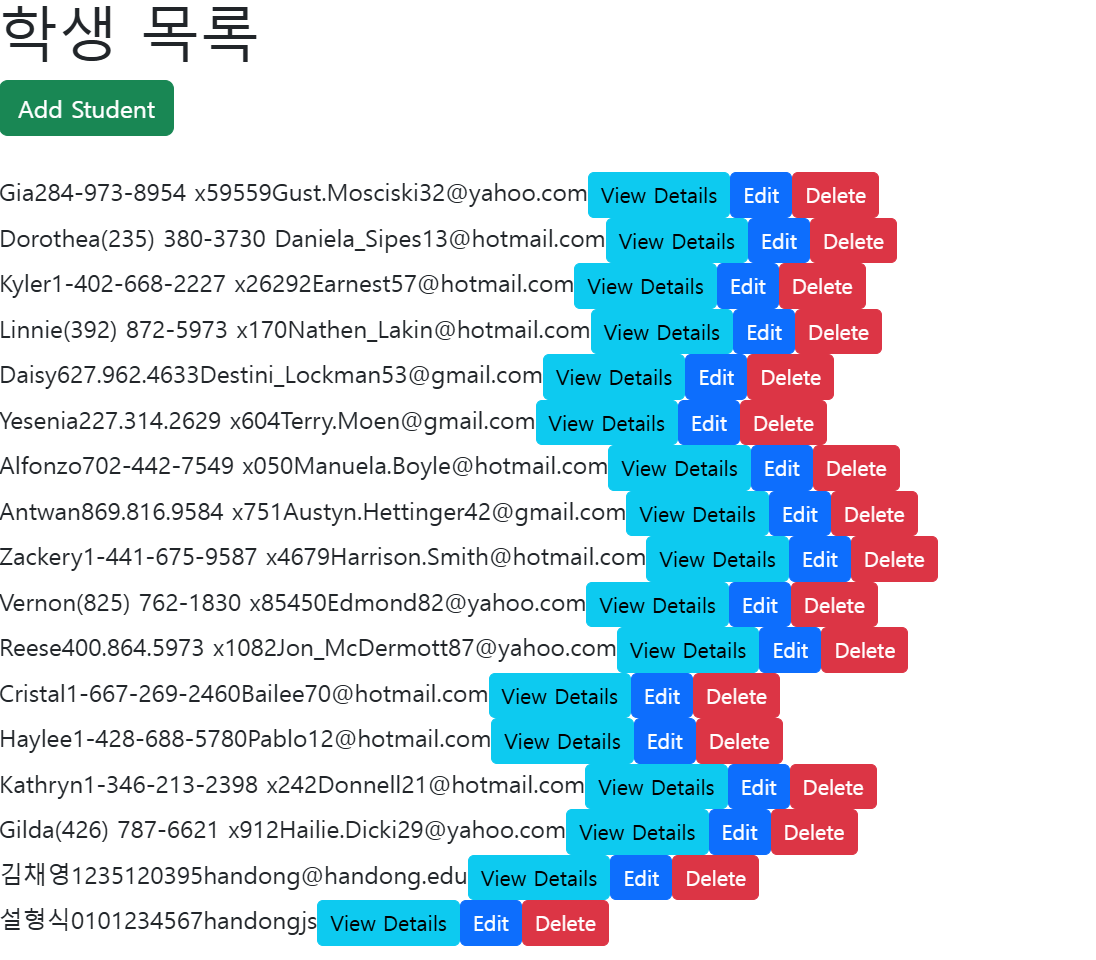 학생 목록
Add Student
Gia284-973-8954 x59559Gust.Mosciski32@yahoo.com View Details Edit Delete
Dorothea(235) 380-3730 Daniela_Sipes13@hotmail.com View Details Edit Delete
Kyler1-402-668-2227 x26292Earnest57@hotmail.com View Details Edit Delete
Linnie(392) 872-5973 x170Nathen_Lakin@hotmail.com View Details Edit Delete
Daisy627.962.4633Destini_Lockman53@gmail.com View Details Edit Delete
Yesenia227.314.2629 x604Terry.Moen@gmail.com View Details Edit Delete
Alfonzo702-442-7549 x050Manuela.Boyle@hotmail.com View Details Edit Delete
Antwan869.816.9584 x751Austyn.Hettinger42@gmail.com View Details Edit Delete
Zackery1-441-675-9587 x4679Harrison.Smith@hotmail.com View Details Edit Delete
Vernon(825) 762-1830 x85450Edmond82@yahoo.com View Details Edit Delete
Reese400.864.5973 x1082Jon_McDermott87@yahoo.com View Details Edit Delete
Cristal1-667-269-2460Bailee70@hotmail.com View Details Edit Delete
Haylee1-428-688-5780Pablo12@hotmail.com View Details Edit Delete
Kathryn1-346-213-2398 x242Donnell21@hotmail.com View Details Edit Delete
Gilda(426) 787-6621 x912Hailie.Dicki29@yahoo.com View Details Edit Delete
김채영1235120395handong@handong.edu View Details Edit Delete
설형식0101234567handongjs View Details Edit Delete